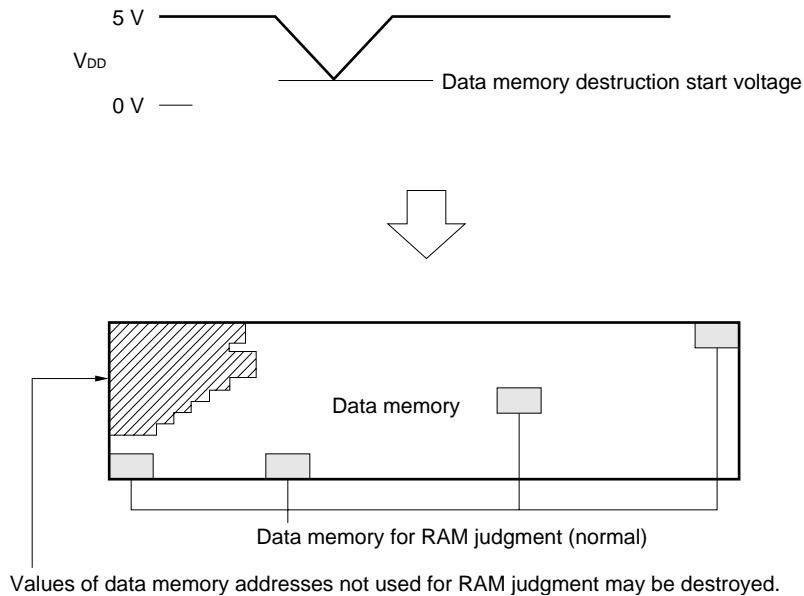 5 V
VDD
Data memory destruction start voltage
0 V
Data memory
Data memory for RAM judgment (normal)
Values of data memory addresses not used for RAM judgment may be destroyed.